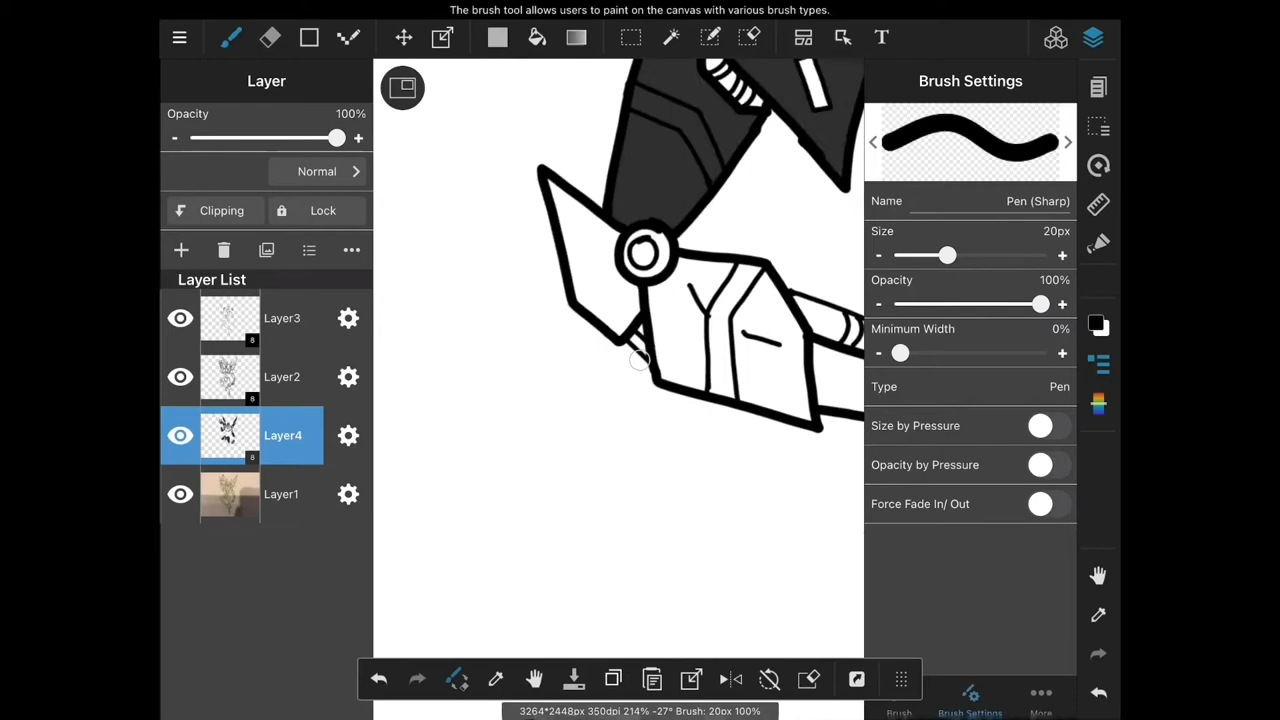 The brush tool allows users to paint on the canvas with various brush types.
T
Layer
Brush Settings
Opacity 100%
- +
Normal
Clipping Lock
Layer List
Layer3
8
Layer2
8
Layer4
8
Layer1
Name Pen (Sharp)
Size 20px
- +
Opacity 100%
- +
Minimum Width 0%
- +
Type Pen
Size by Pressure
Opacity by Pressure
Force Fade In/ Out
Brush Brush Settings More
3264*2448px 350dpi 214% -27° Brush: 20px 100%